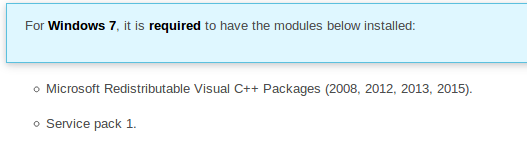 For Windows 7, it is required to have the modules below installed:
Microsoft Redistributable Visual C++ Packages (2008, 2012, 2013, 2015).
Service pack 1.